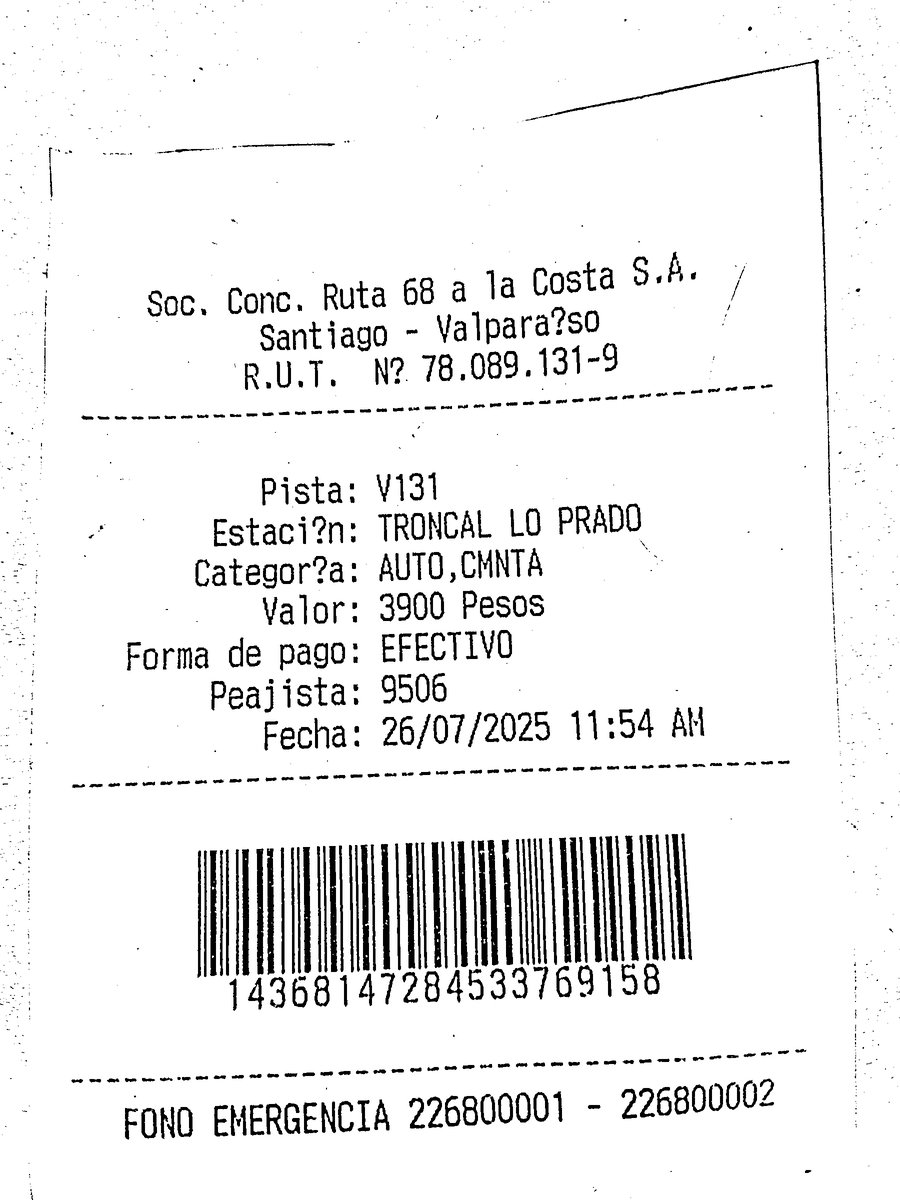 Soc. Conc. Ruta 68 a la Costa S.A.
Santiago - Valpara?so
R.U.T. N? 78.089.131-9
Pista: V131
Estaci?n: TRONCAL LO PRADO
Categor?a: AUTO,CMNTA
Valor: 3900 Pesos
Forma de pago: EFECTIVO
Peajista: 9506
Fecha: 26/07/2025 11:54 AM
14368147284533769158
FONO EMERGENCIA 226800001 - 226800002